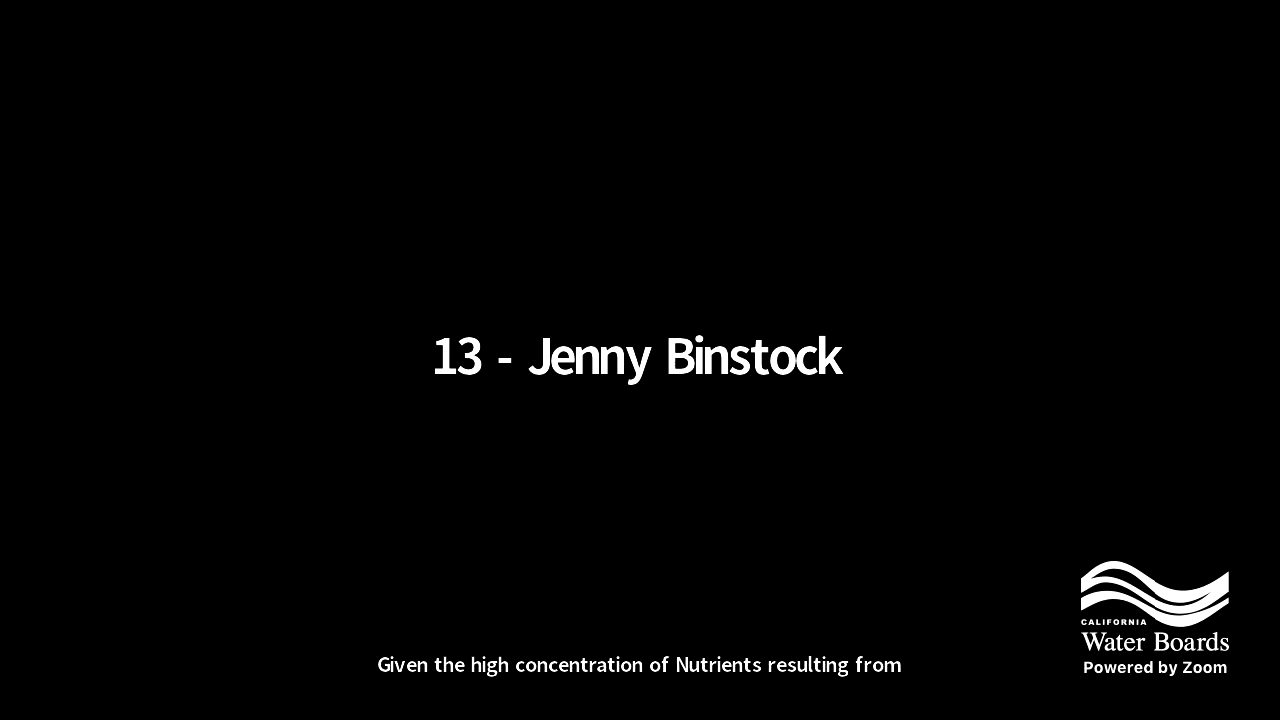 13 - Jenny Binstock
CALIFORNIA
Water Boards
Powered by Zoom
Given the high concentration of Nutrients resulting from